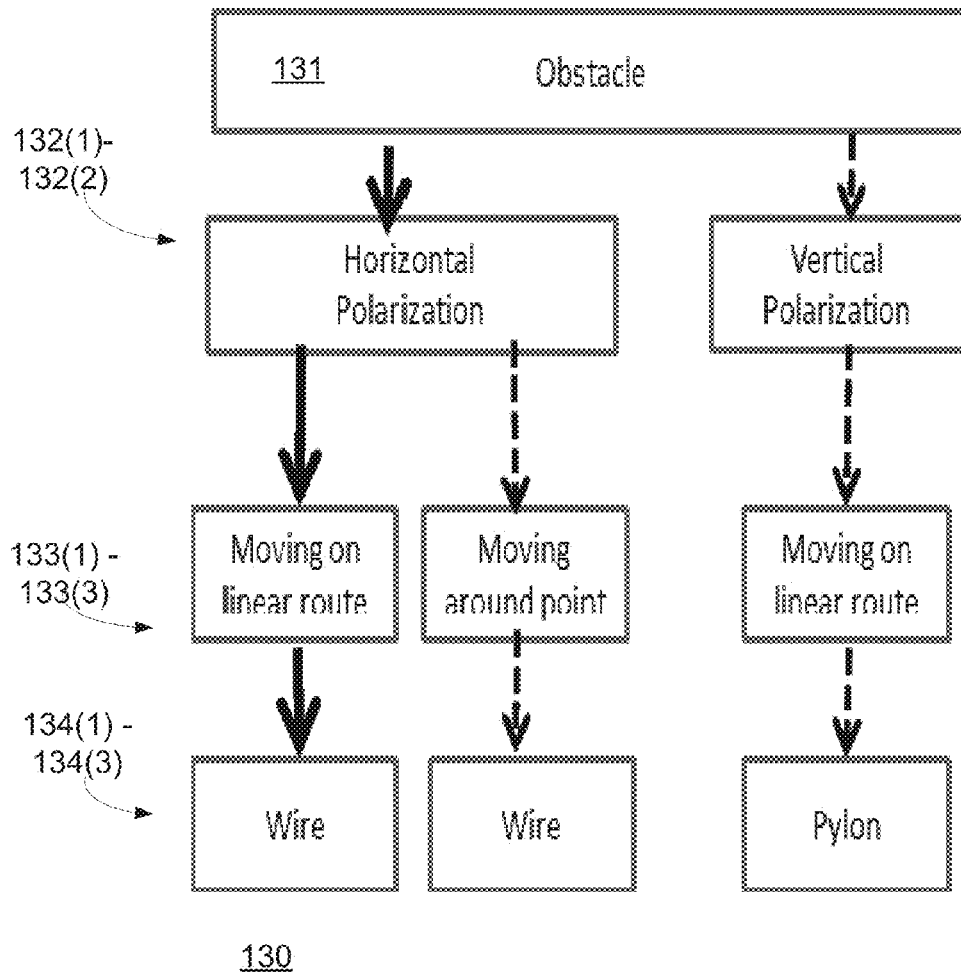 131 Obstacle
132(1)-
132(2)
Horizontal
Polarization
Vertical
Polarization
133(1) -
133(3)
Moving on
linear route
Moving
around point
Moving on
linear route
134(1) -
134(3)
Wire
Wire
Pylon
130